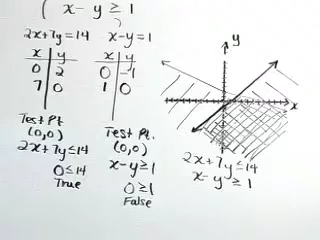 ( x - y ≥ 1
2x+7y=14
x | y
0 | 2
7 | 0
Test Pt
(0,0)
2x+7y≤14
0≤14
True
x-y=1
x | y
0 | -1
1 | 0
Test Pt.
(0,0)
x-y≥1
0≥1
False
y
x
2x+7y≤14
x-y≥1